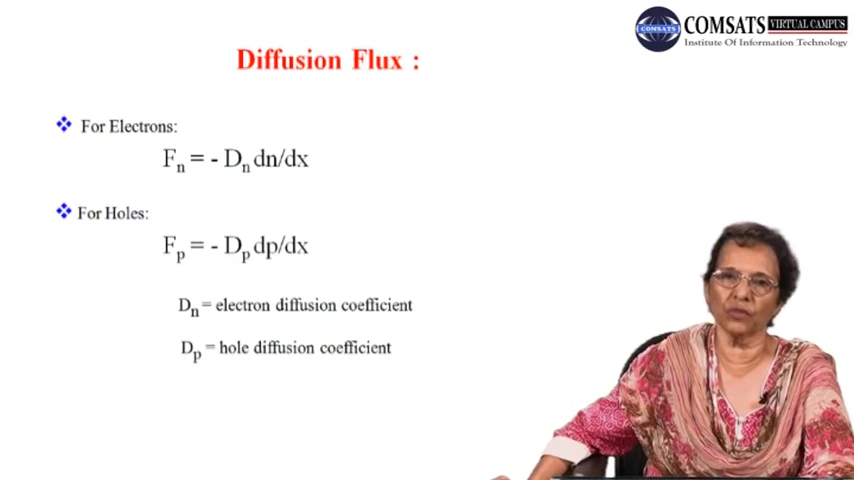 COMSATS VIRTUAL CAMPUS
COMSATS
Institute Of Information Technology
Diffusion Flux :
❖ For Electrons:
Fₙ = - Dₙ dn/dx
❖ For Holes:
Fₚ = - Dₚ dp/dx
Dₙ = electron diffusion coefficient
Dₚ = hole diffusion coefficient